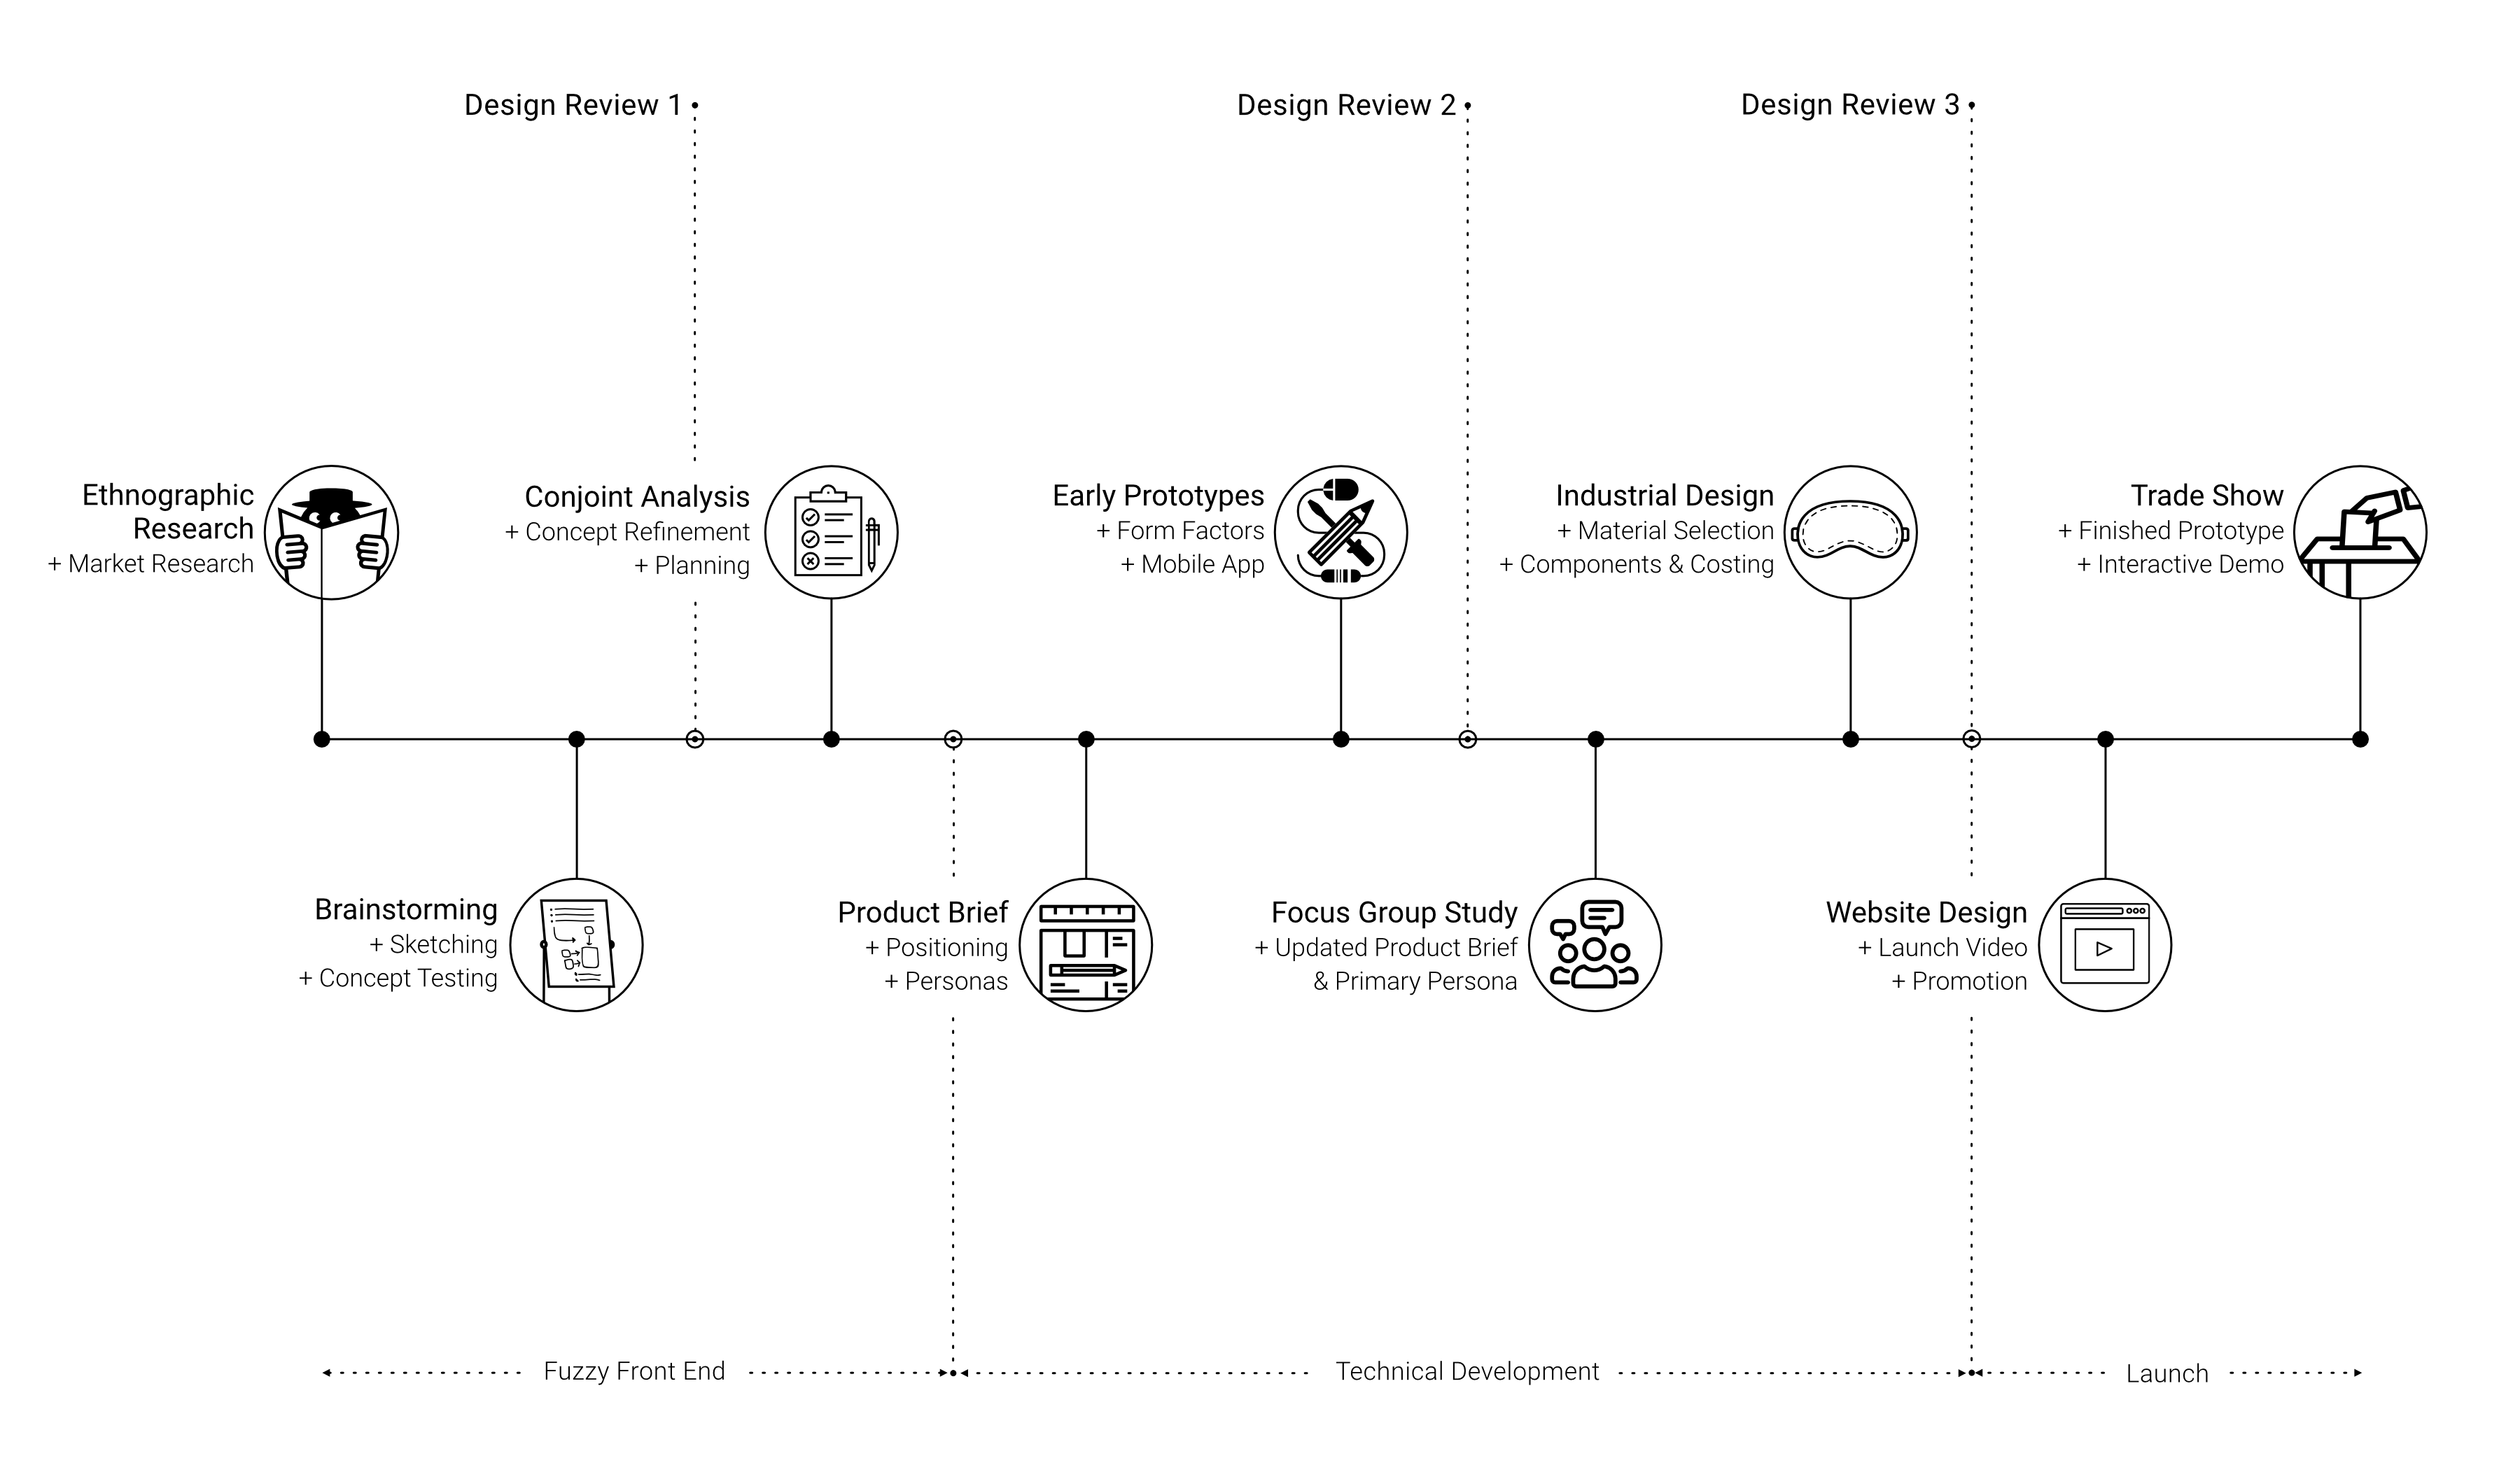 Design Review 1
Design Review 2
Design Review 3
Ethnographic
Research
+ Market Research
Conjoint Analysis
+ Concept Refinement
+ Planning
Early Prototypes
+ Form Factors
+ Mobile App
Industrial Design
+ Material Selection
+ Components & Costing
Trade Show
+ Finished Prototype
+ Interactive Demo
Brainstorming
+ Sketching
+ Concept Testing
Product Brief
+ Positioning
+ Personas
Focus Group Study
+ Updated Product Brief
& Primary Persona
Website Design
+ Launch Video
+ Promotion
Fuzzy Front End
Technical Development
Launch